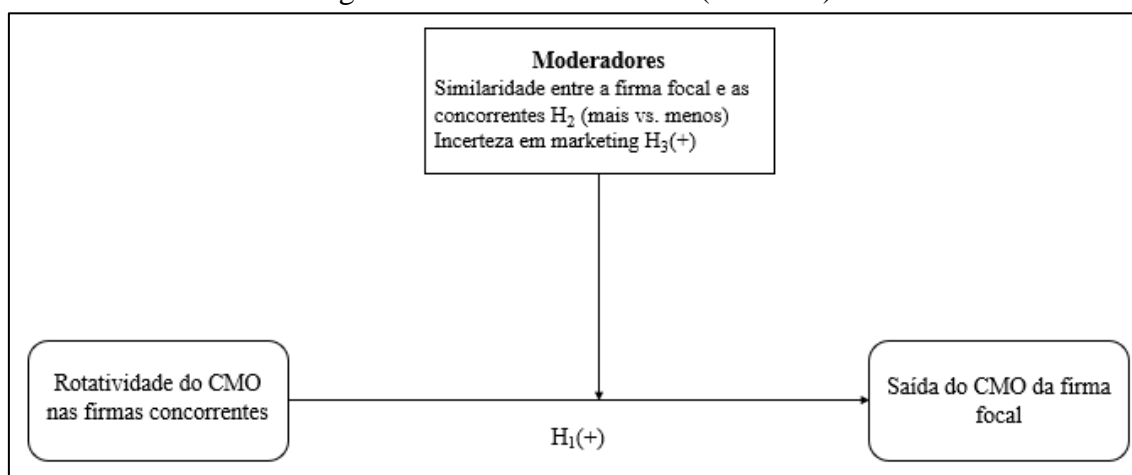 Moderadores
Similaridade entre a firma focal e as
concorrentes H₂ (mais vs. menos)
Incerteza em marketing H₃(+)
Rotatividade do CMO
nas firmas concorrentes
Saída do CMO da firma
focal
H₁(+)